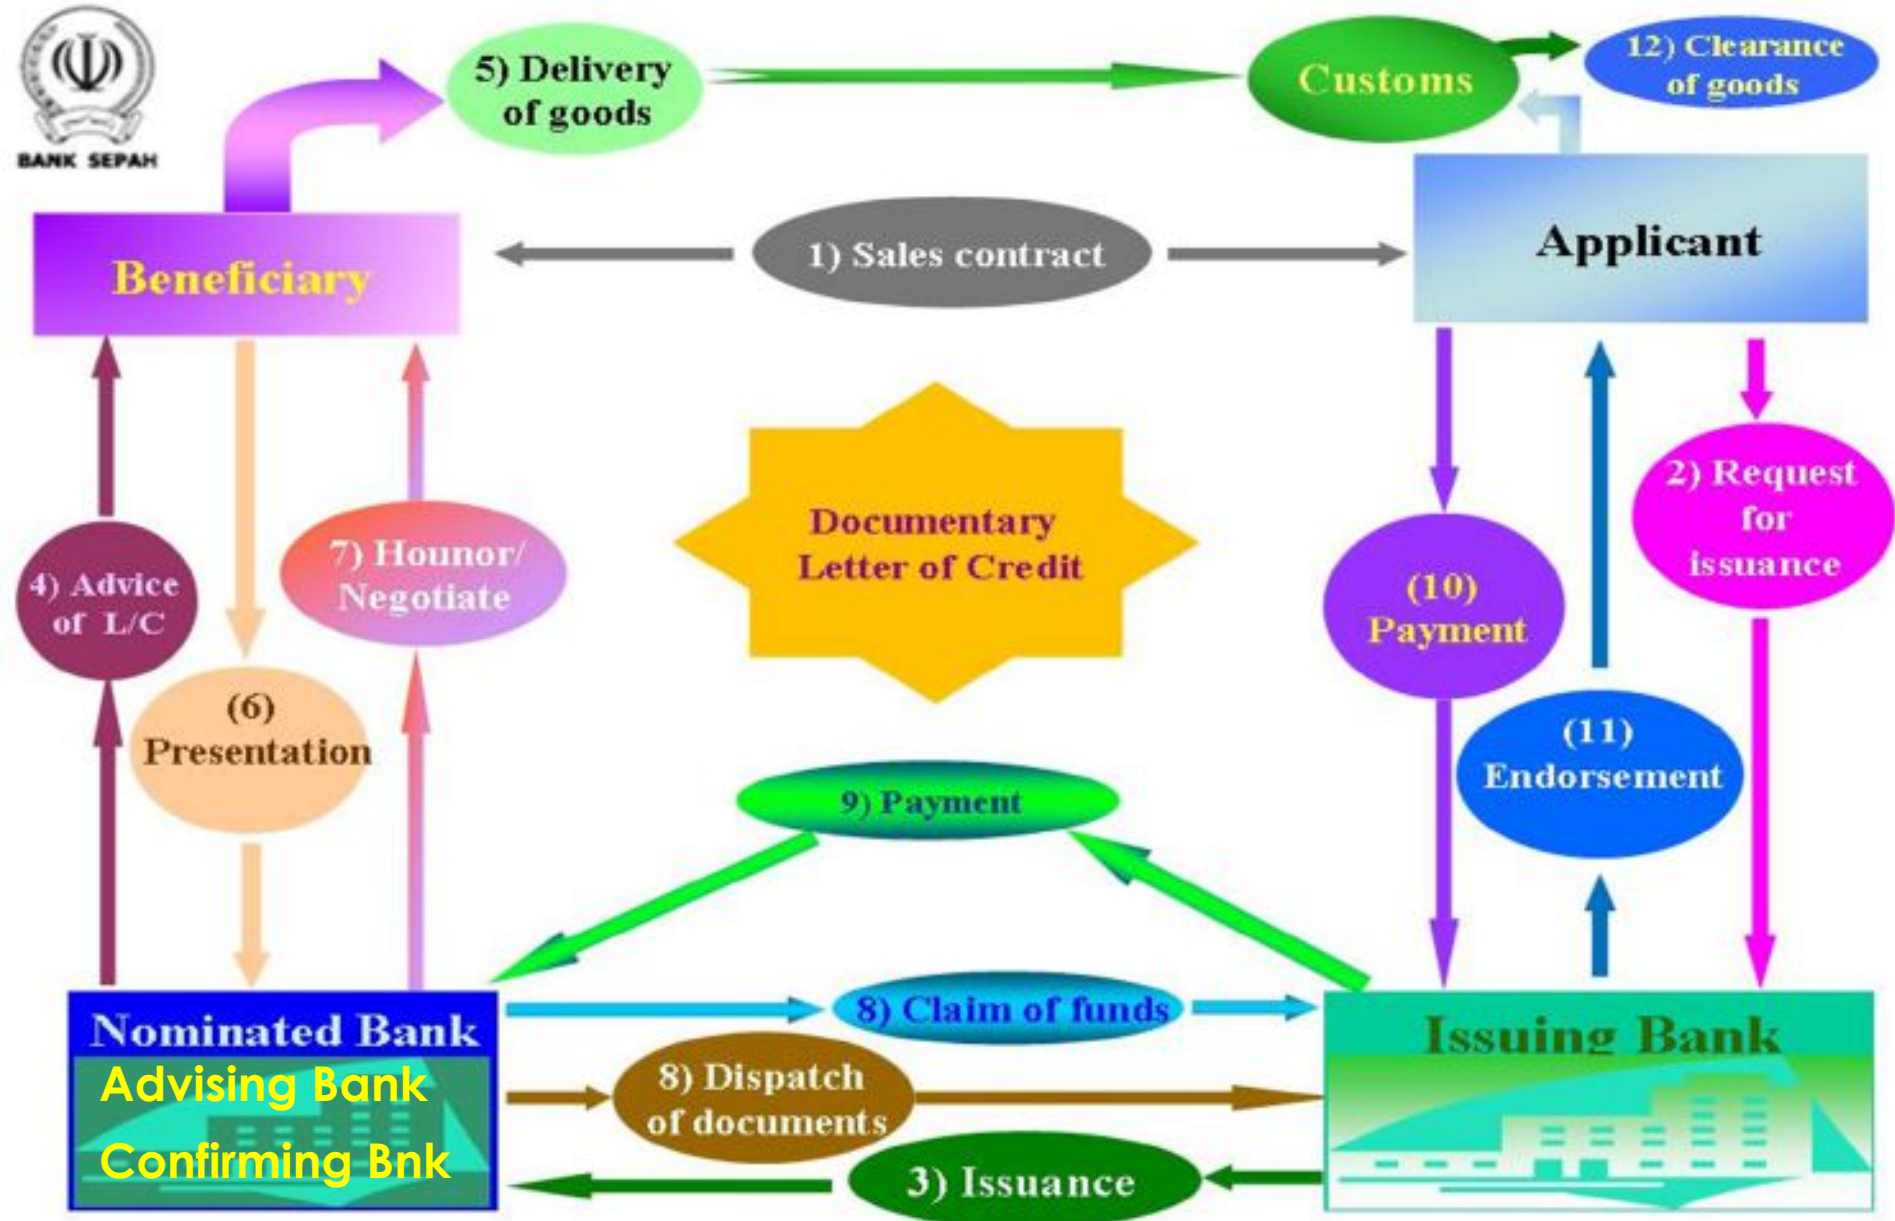 BANK SEPAH
5) Delivery
of goods
Customs
12) Clearance
of goods
Beneficiary
1) Sales contract
Applicant
4) Advice
of L/C
(6)
Presentation
7) Hounor/
Negotiate
Documentary
Letter of Credit
(10)
Payment
(11)
Endorsement
2) Request
for
issuance
9) Payment
Nominated Bank
Advising Bank
Confirming Bnk
8) Claim of funds
8) Dispatch
of documents
3) Issuance
Issuing Bank